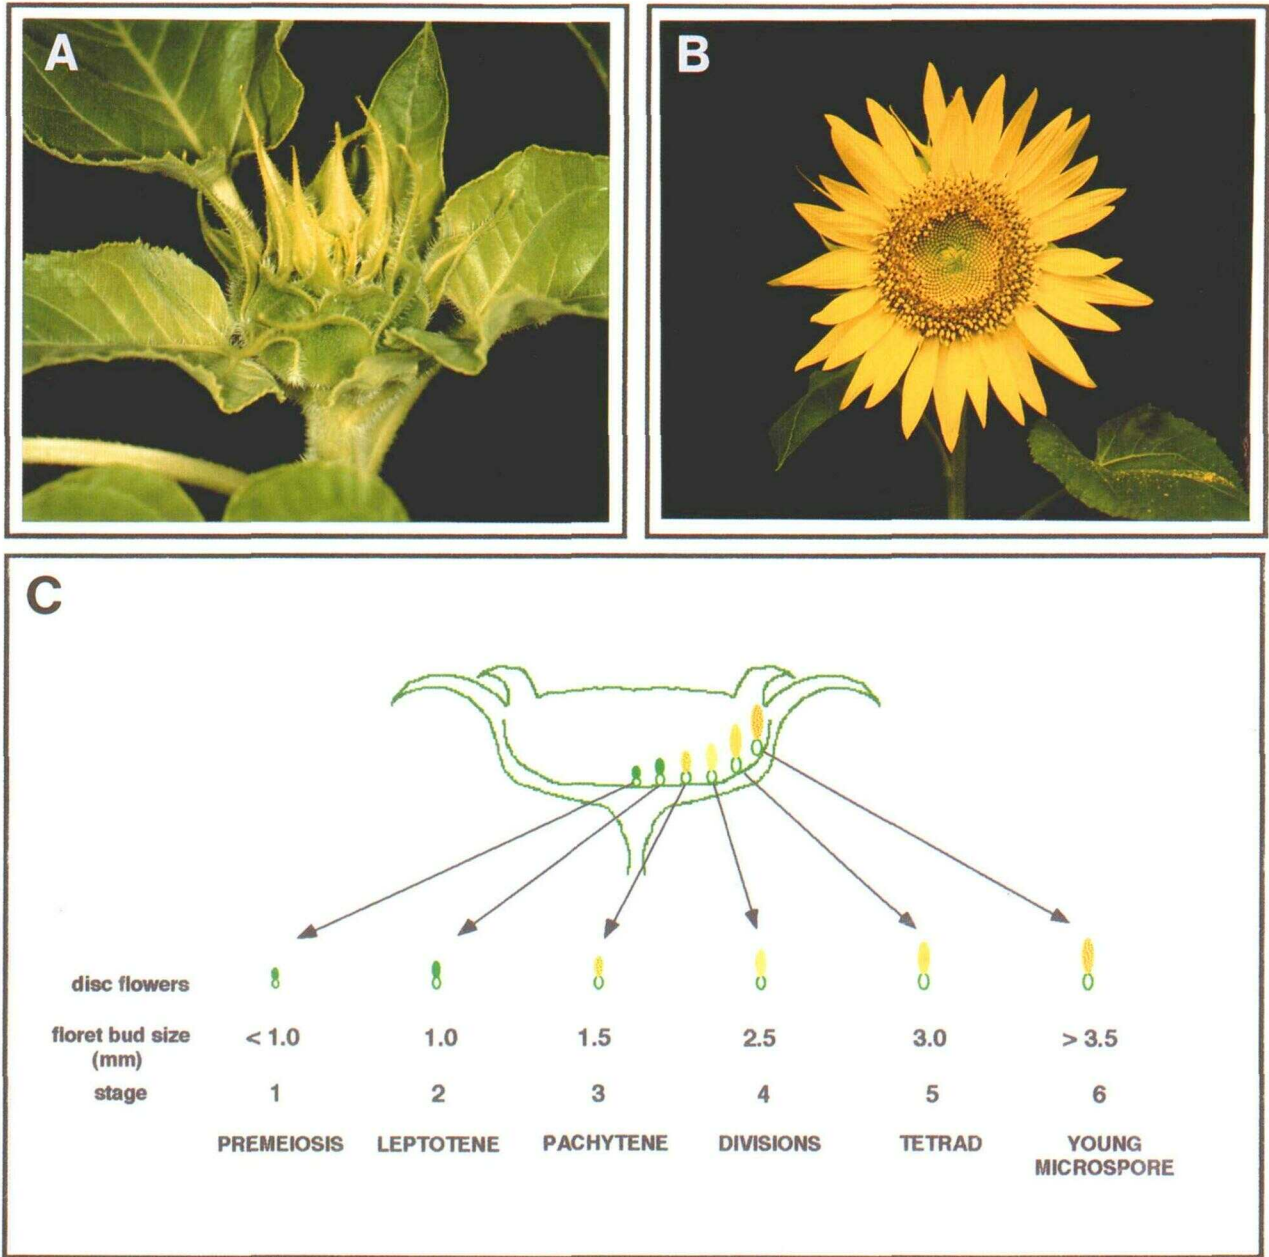 A
B
C
disc flowers
floret bud size < 1.0 1.0 1.5 2.5 3.0 > 3.5
(mm)
stage 1 2 3 4 5 6
PREMEIOSIS LEPTOTENE PACHYTENE DIVISIONS TETRAD YOUNG
MICROSPORE